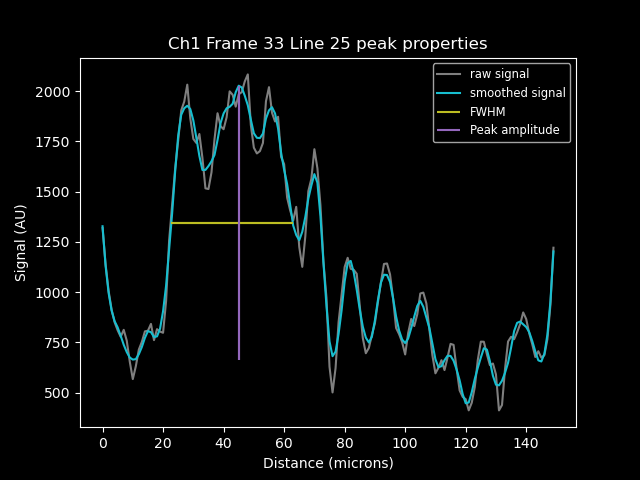 Ch1 Frame 33 Line 25 peak properties
raw signal
smoothed signal
FWHM
Peak amplitude
Signal (AU)
2000
1750
1500
1250
1000
750
500
0 20 40 60 80 100 120 140
Distance (microns)